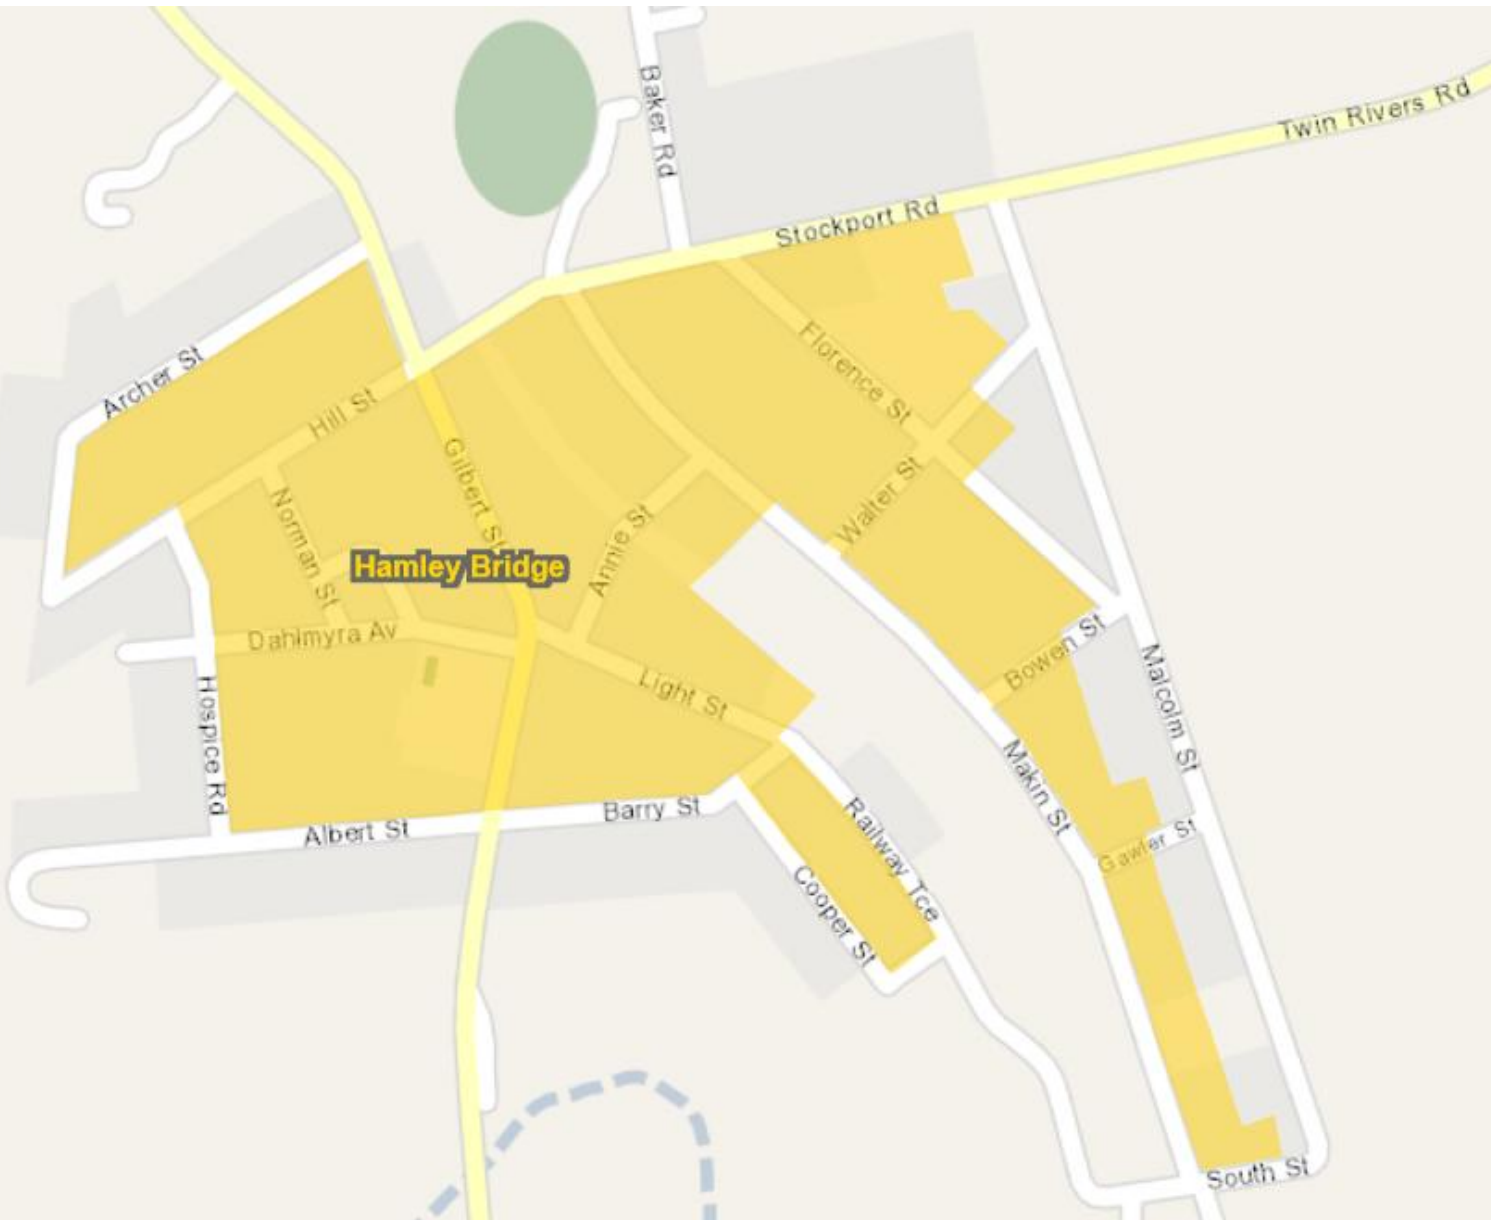 Baker Rd
Twin Rivers Rd
Stockport Rd
Archer St
Hill St
Florence St
Gilbert St
Norman St
Walter St
Annie St
Hamley Bridge
Dahlmyra Av
Bowen St
Light St
Malcolm St
Hospice Rd
Makin St
Railway Tce
Barry St
Albert St
Gawler St
Cooper St
South St